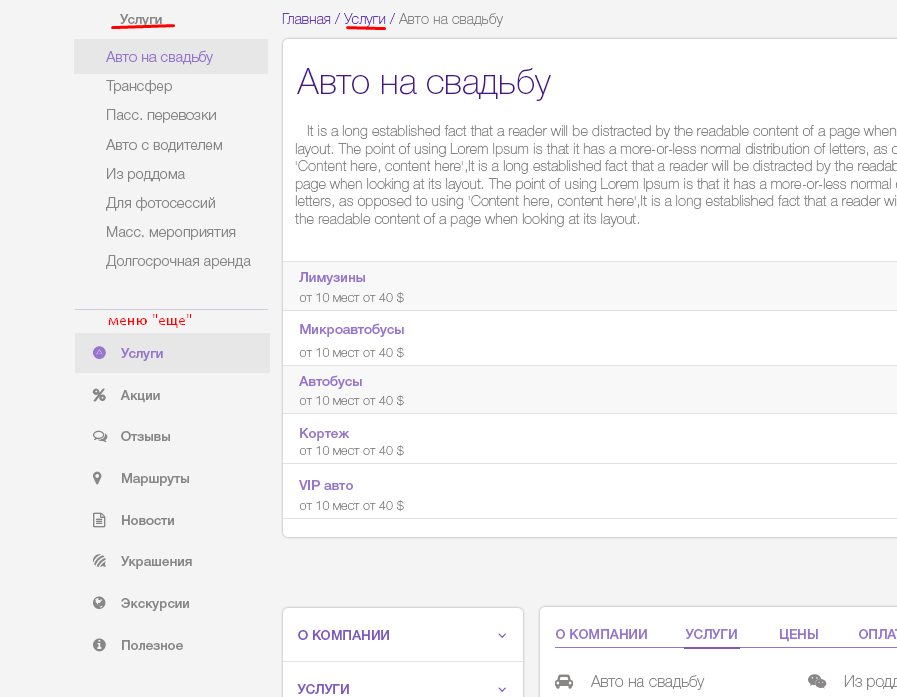 Услуги
Авто на свадьбу
Трансфер
Пасс. перевозки
Авто с водителем
Из роддома
Для фотосессий
Масс. мероприятия
Долгосрочная аренда
меню "еще"
Услуги
Акции
Отзывы
Маршруты
Новости
Украшения
Экскурсии
Полезное
Главная / Услуги / Авто на свадьбу
Авто на свадьбу
It is a long established fact that a reader will be distracted by the readable content of a page when
layout. The point of using Lorem Ipsum is that it has a more-or-less normal distribution of letters, as
'Content here, content here',It is a long established fact that a reader will be distracted by the
page when looking at its layout. The point of using Lorem Ipsum is that it has a more-or-less normal
letters, as opposed to using 'Content here, content here',It is a long established fact that a reader
the readable content of a page when looking at its layout.
Лимузины
от 10 мест от 40 $
Микроавтобусы
от 10 мест от 40 $
Автобусы
от 10 мест от 40 $
Кортеж
от 10 мест от 40 $
VIP авто
от 10 мест от 40 $
О КОМПАНИИ
УСЛУГИ
О КОМПАНИИ УСЛУГИ ЦЕНЫ
Авто на свадьбу Из